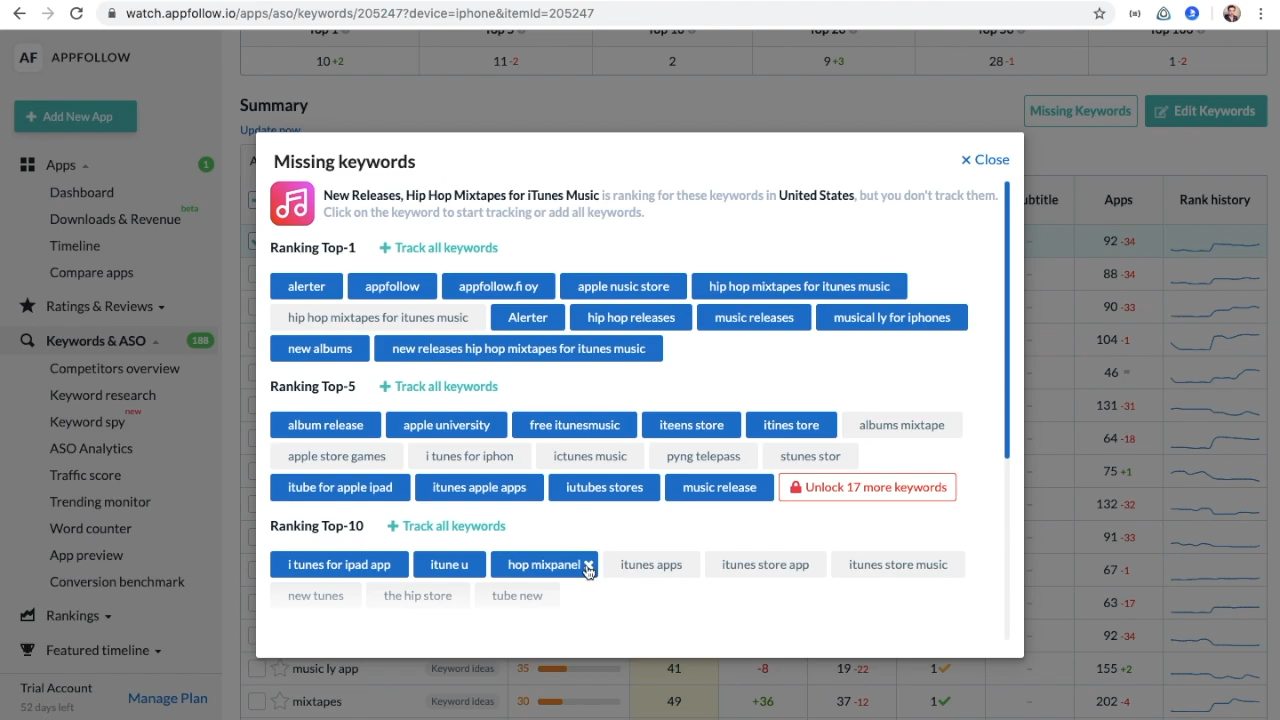 watch.appfollow.io/apps/aso/keywords/205247?device=iphone&itemId=205247
AF APPFOLLOW
+ Add New App
Apps 1
Dashboard
Downloads & Revenue beta
Timeline
Compare apps
Ratings & Reviews
Keywords & ASO 188
Competitors overview
Keyword research
Keyword spy new
ASO Analytics
Traffic score
Trending monitor
Word counter
App preview
Conversion benchmark
Rankings
Featured timeline
Trial Account
52 days left
Manage Plan
Top 1 Top 5 Top 10 Top 20 Top 50 Top 100
10 +2 11 -2 2 9 +3 28 -1 1 -2
Summary
Update now
Missing Keywords
Edit Keywords
Missing keywords
× Close
New Releases, Hip Hop Mixtapes for iTunes Music is ranking for these keywords in United States, but you don't track them.
Click on the keyword to start tracking or add all keywords.
Ranking Top-1 + Track all keywords
alerter appfollow appfollow.fi oy apple nusic store hip hop mixtapes for itunes music
hip hop mixtapes for itunes music Alerter hip hop releases music releases musical ly for iphones
new albums new releases hip hop mixtapes for itunes music
Ranking Top-5 + Track all keywords
album release apple university free itunesmusic iteens store itines tore albums mixtape
apple store games i tunes for iphon ictunes music pyng telepass stunes stor
itube for apple ipad itunes apple apps iutubes stores music release Unlock 17 more keywords
Ranking Top-10 + Track all keywords
i tunes for ipad app itune u hop mixpanel × itunes apps itunes store app itunes store music
new tunes the hip store tube new
ubtitle Apps Rank history
– 92 -34
– 88 -34
– 90 -33
– 104 -1
– 46 =
– 131 -31
– 64 -18
– 75 +1
– 132 -32
– 91 -33
– 67 -1
– 63 -17
– 92 -34
music ly app Keyword ideas 35 41 -8 19 -22 1 – – 155 +2
mixtapes Keyword ideas 30 49 +36 37 -12 1 – – 202 -4